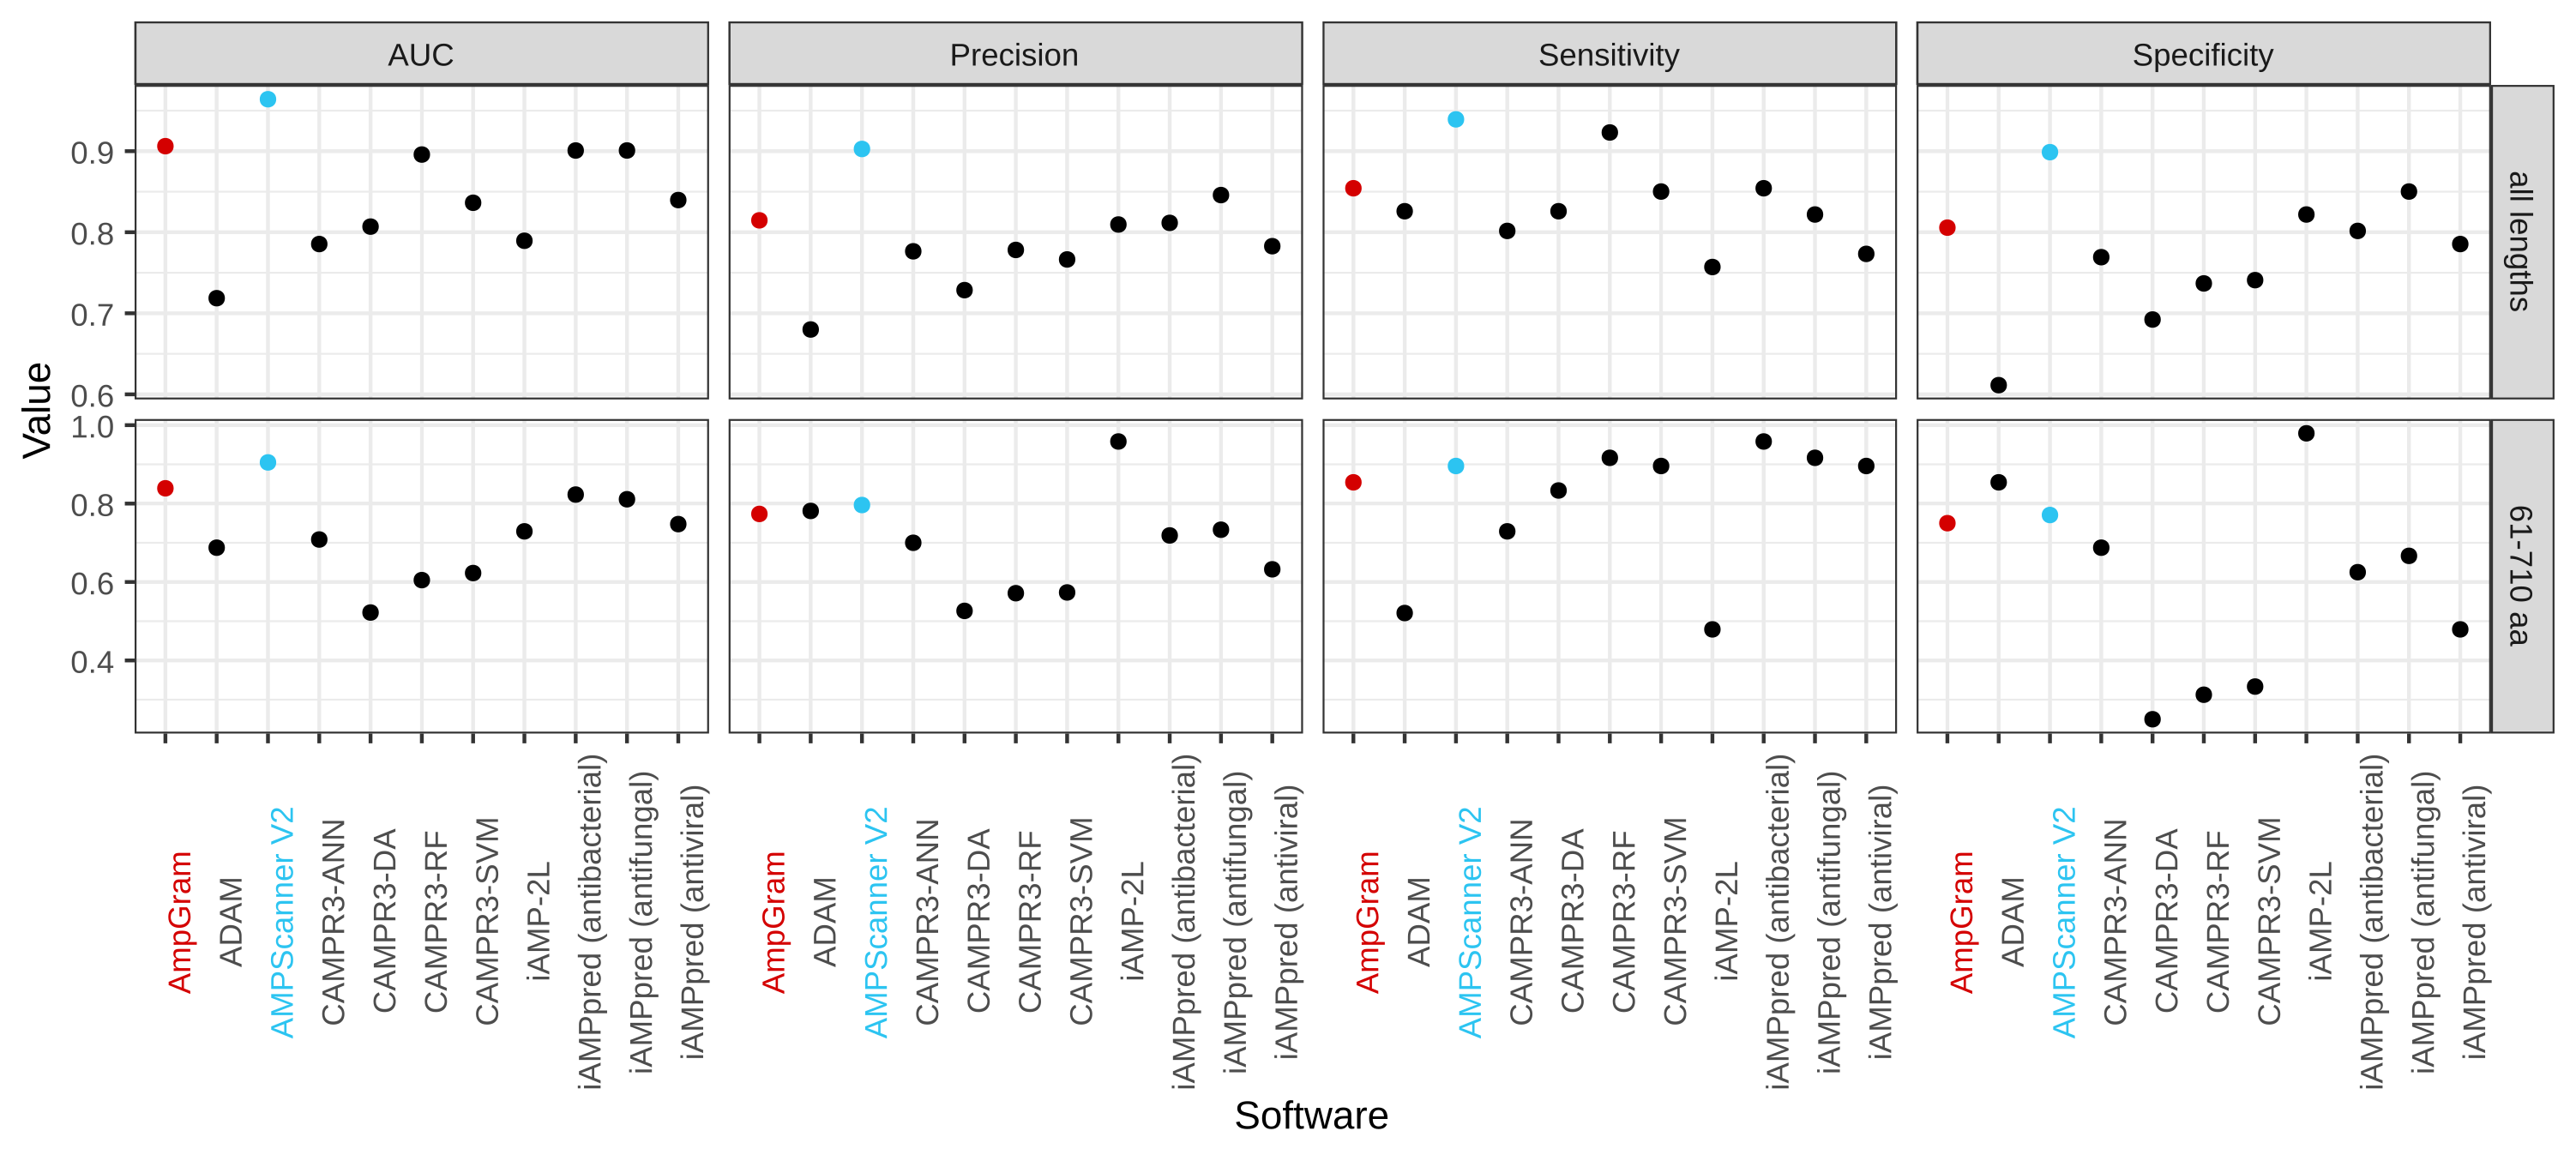 AUC
Precision
Sensitivity
Specificity
all lengths
61-710 aa
Value
0.9
0.8
0.7
0.6
1.0
0.8
0.6
0.4
AmpGram
ADAM
AMPScanner V2
CAMPR3-ANN
CAMPR3-DA
CAMPR3-RF
CAMPR3-SVM
iAMP-2L
iAMPpred (antibacterial)
iAMPpred (antifungal)
iAMPpred (antiviral)
AmpGram
ADAM
AMPScanner V2
CAMPR3-ANN
CAMPR3-DA
CAMPR3-RF
CAMPR3-SVM
iAMP-2L
iAMPpred (antibacterial)
iAMPpred (antifungal)
iAMPpred (antiviral)
AmpGram
ADAM
AMPScanner V2
CAMPR3-ANN
CAMPR3-DA
CAMPR3-RF
CAMPR3-SVM
iAMP-2L
iAMPpred (antibacterial)
iAMPpred (antifungal)
iAMPpred (antiviral)
AmpGram
ADAM
AMPScanner V2
CAMPR3-ANN
CAMPR3-DA
CAMPR3-RF
CAMPR3-SVM
iAMP-2L
iAMPpred (antibacterial)
iAMPpred (antifungal)
iAMPpred (antiviral)
Software